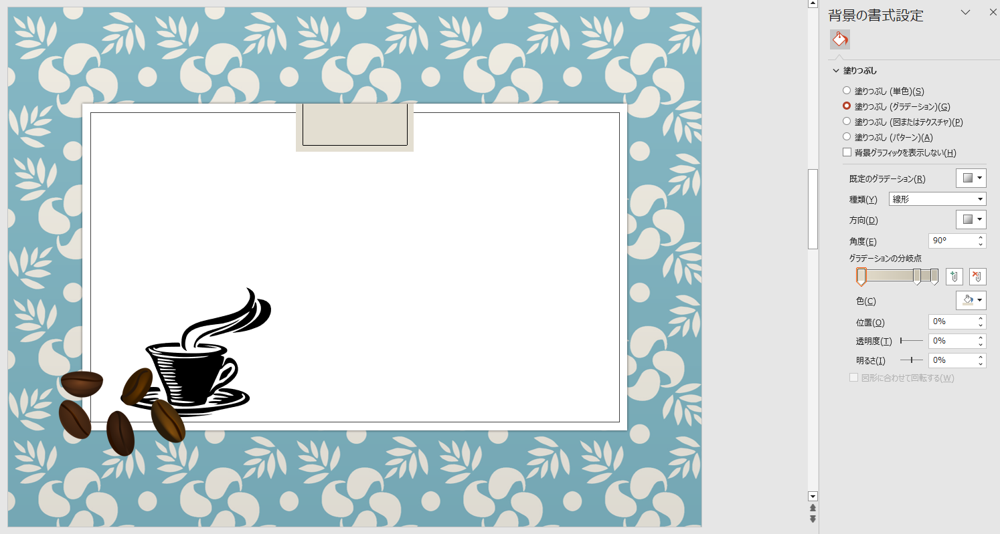 背景の書式設定
塗りつぶし
塗りつぶし (単色)(S)
塗りつぶし (グラデーション)(G)
塗りつぶし (図またはテクスチャ)(P)
塗りつぶし (パターン)(A)
背景グラフィックを表示しない(H)
既定のグラデーション(R)
種類(Y) 線形
方向(D)
角度(E) 90°
グラデーションの分岐点
色(C)
位置(O) 0%
透明度(T) 0%
明るさ(I) 0%
図形に合わせて回転する(W)